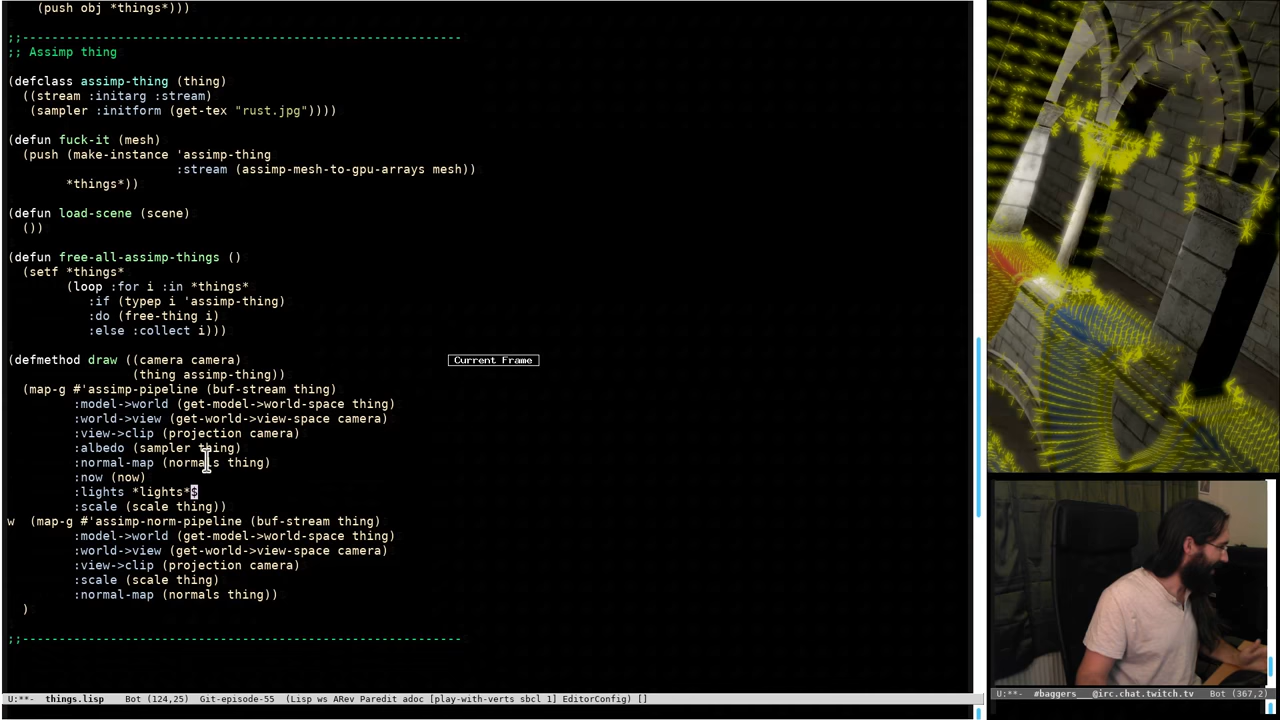 (push obj *things*)))
;;------------------------------------------------------------
;; Assimp thing
(defclass assimp-thing (thing)
  ((stream :initarg :stream)
   (sampler :initform (get-tex "rust.jpg"))))
(defun fuck-it (mesh)
  (push (make-instance 'assimp-thing
                       :stream (assimp-mesh-to-gpu-arrays mesh))
        *things*))
(defun load-scene (scene)
  ())
(defun free-all-assimp-things ()
  (setf *things*
        (loop :for i :in *things*
           :if (typep i 'assimp-thing)
           :do (free-thing i)
           :else :collect i)))
(defmethod draw ((camera camera)
                 (thing assimp-thing))
Current Frame
  (map-g #'assimp-pipeline (buf-stream thing)
         :model->world (get-model->world-space thing)
         :world->view (get-world->view-space camera)
         :view->clip (projection camera)
         :albedo (sampler thing)
         :normal-map (normals thing)
         :now (now)
         :lights *lights*$
         :scale (scale thing))
w  (map-g #'assimp-norm-pipeline (buf-stream thing)
         :model->world (get-model->world-space thing)
         :world->view (get-world->view-space camera)
         :view->clip (projection camera)
         :scale (scale thing)
         :normal-map (normals thing))
  )
;;------------------------------------------------------------
U:**-  things.lisp    Bot (124,25)  Git-episode-55  (Lisp ws ARev Paredit adoc [play-with-verts sbcl 1] EditorConfig) []
U:**-  #baggers___@irc.chat.twitch.tv   Bot (367,2)